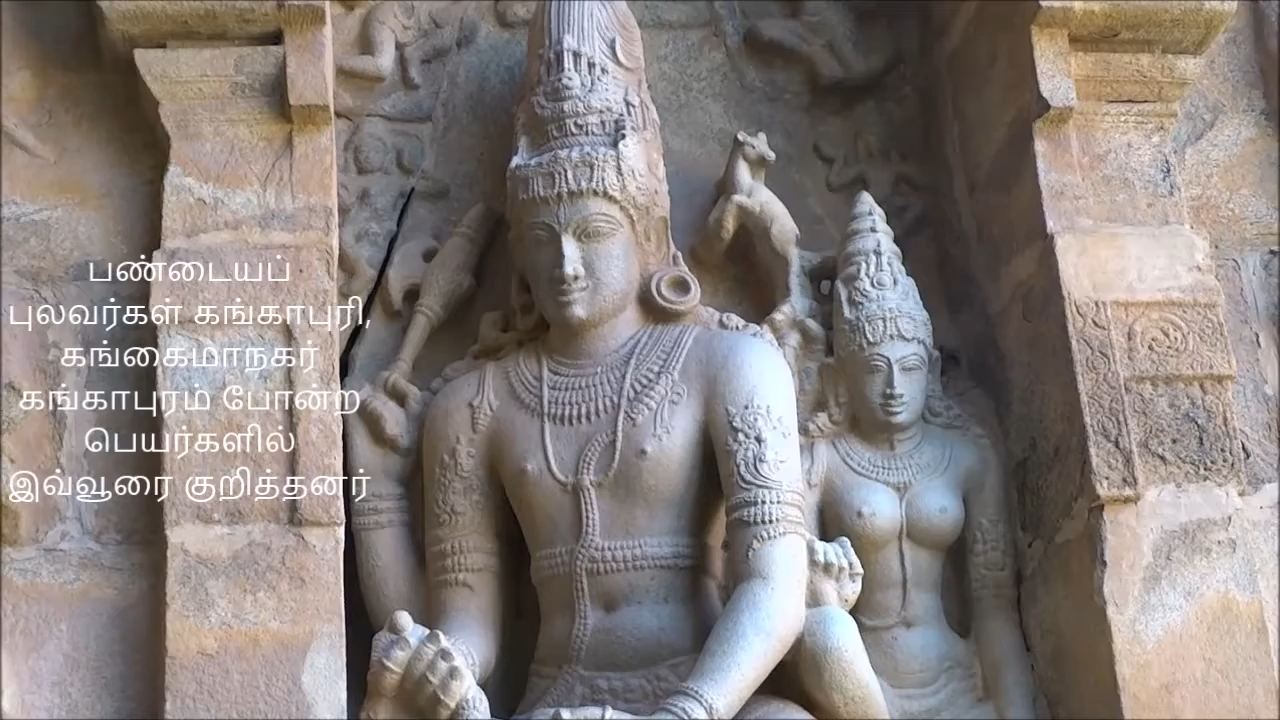 பண்டையப்
புலவர்கள் கங்காபுரி,
கங்கைமாநகர்
கங்காபுரம் போன்ற
பெயர்களில்
இவ்வூரை குறித்தனர்